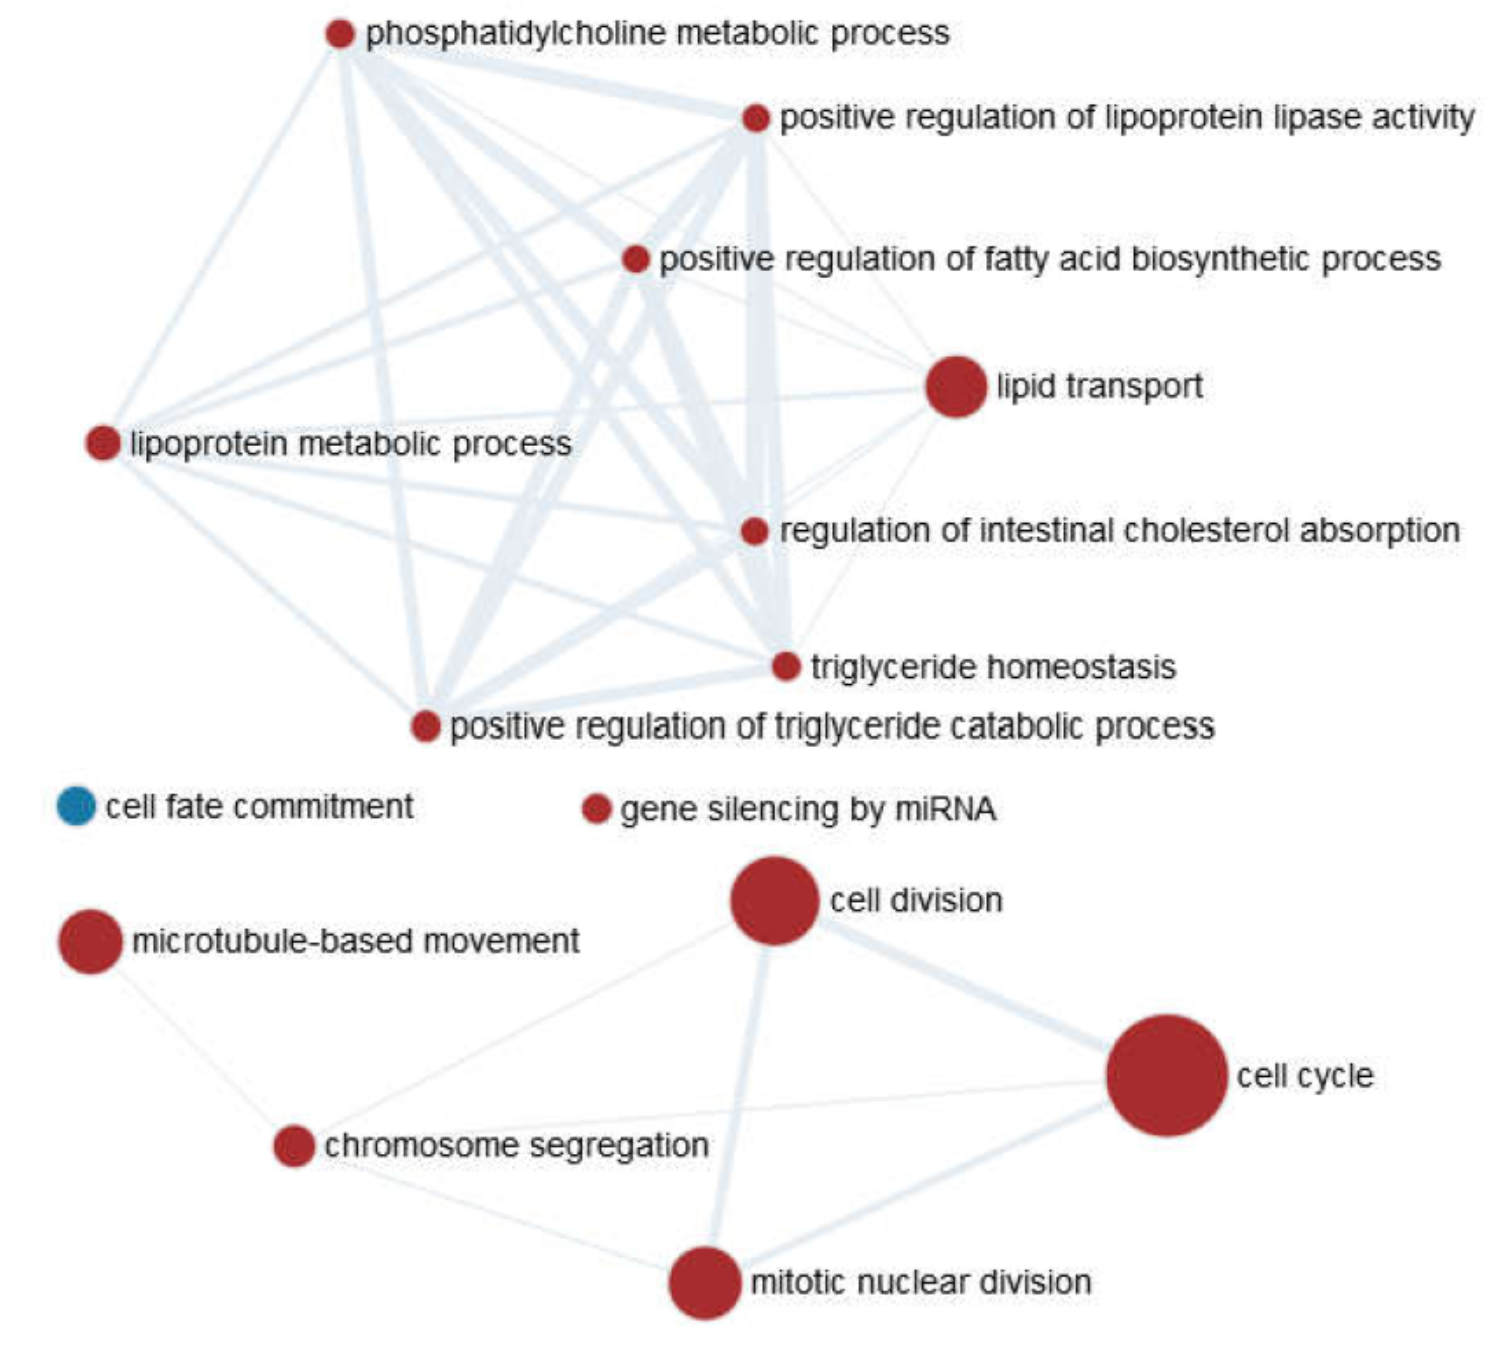 phosphatidylcholine metabolic process
positive regulation of lipoprotein lipase activity
positive regulation of fatty acid biosynthetic process
lipid transport
lipoprotein metabolic process
regulation of intestinal cholesterol absorption
triglyceride homeostasis
positive regulation of triglyceride catabolic process
cell fate commitment
gene silencing by miRNA
cell division
microtubule-based movement
cell cycle
chromosome segregation
mitotic nuclear division